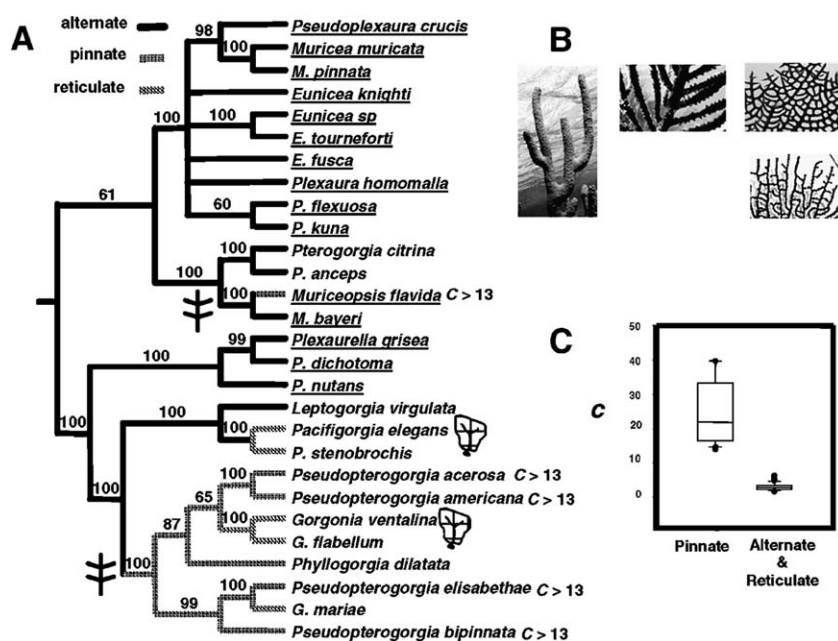 A
alternate
pinnate
reticulate
98
Pseudoplexaura crucis
100
Muricea muricata
M. pinnata
Eunicea knighti
100
100
Eunicea sp
E. tourneforti
E. fusca
61
Plexaura homomalla
60
P. flexuosa
P. kuna
100
Pterogorgia citrina
100
P. anceps
100
Muriceopsis flavida C > 13
M. bayeri
99
Plexaurella grisea
100
P. dichotoma
P. nutans
100
100
Leptogorgia virgulata
100
Pacifigorgia elegans
P. stenobrochis
100
100
Pseudopterogorgia acerosa C > 13
65
Pseudopterogorgia americana C > 13
87
100
Gorgonia ventalina
G. flabellum
100
Phyllogorgia dilatata
100
Pseudopterogorgia elisabethae C > 13
99
G. mariae
Pseudopterogorgia bipinnata C > 13
B
C
50
40
30
20
10
0
c
Pinnate
Alternate
&
Reticulate